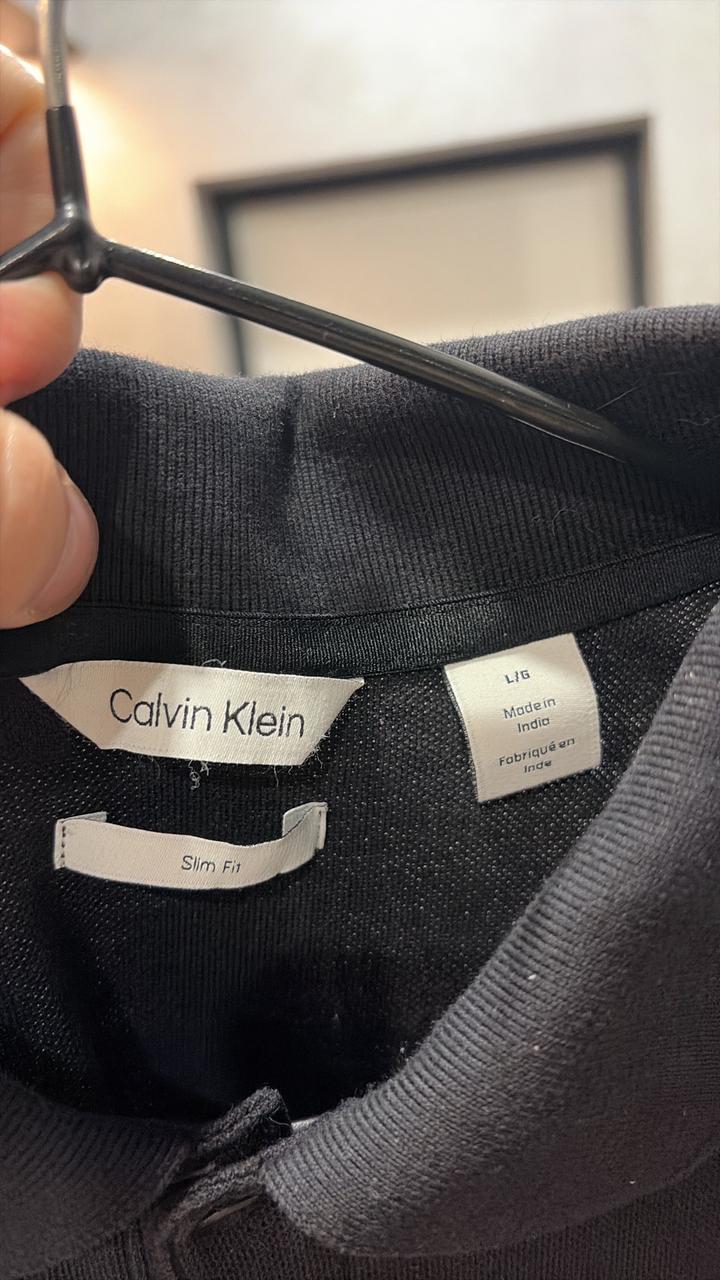 Calvin Klein
Slim Fit
L/G
Made in
India
Fabriqué en
Inde